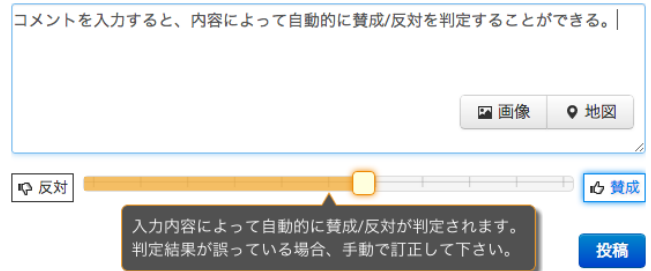 コメントを入力すると、内容によって自動的に賛成/反対を判定することができる。
画像 地図
反対 賛成
入力内容によって自動的に賛成/反対が判定されます。
判定結果が誤っている場合、手動で訂正して下さい。
投稿